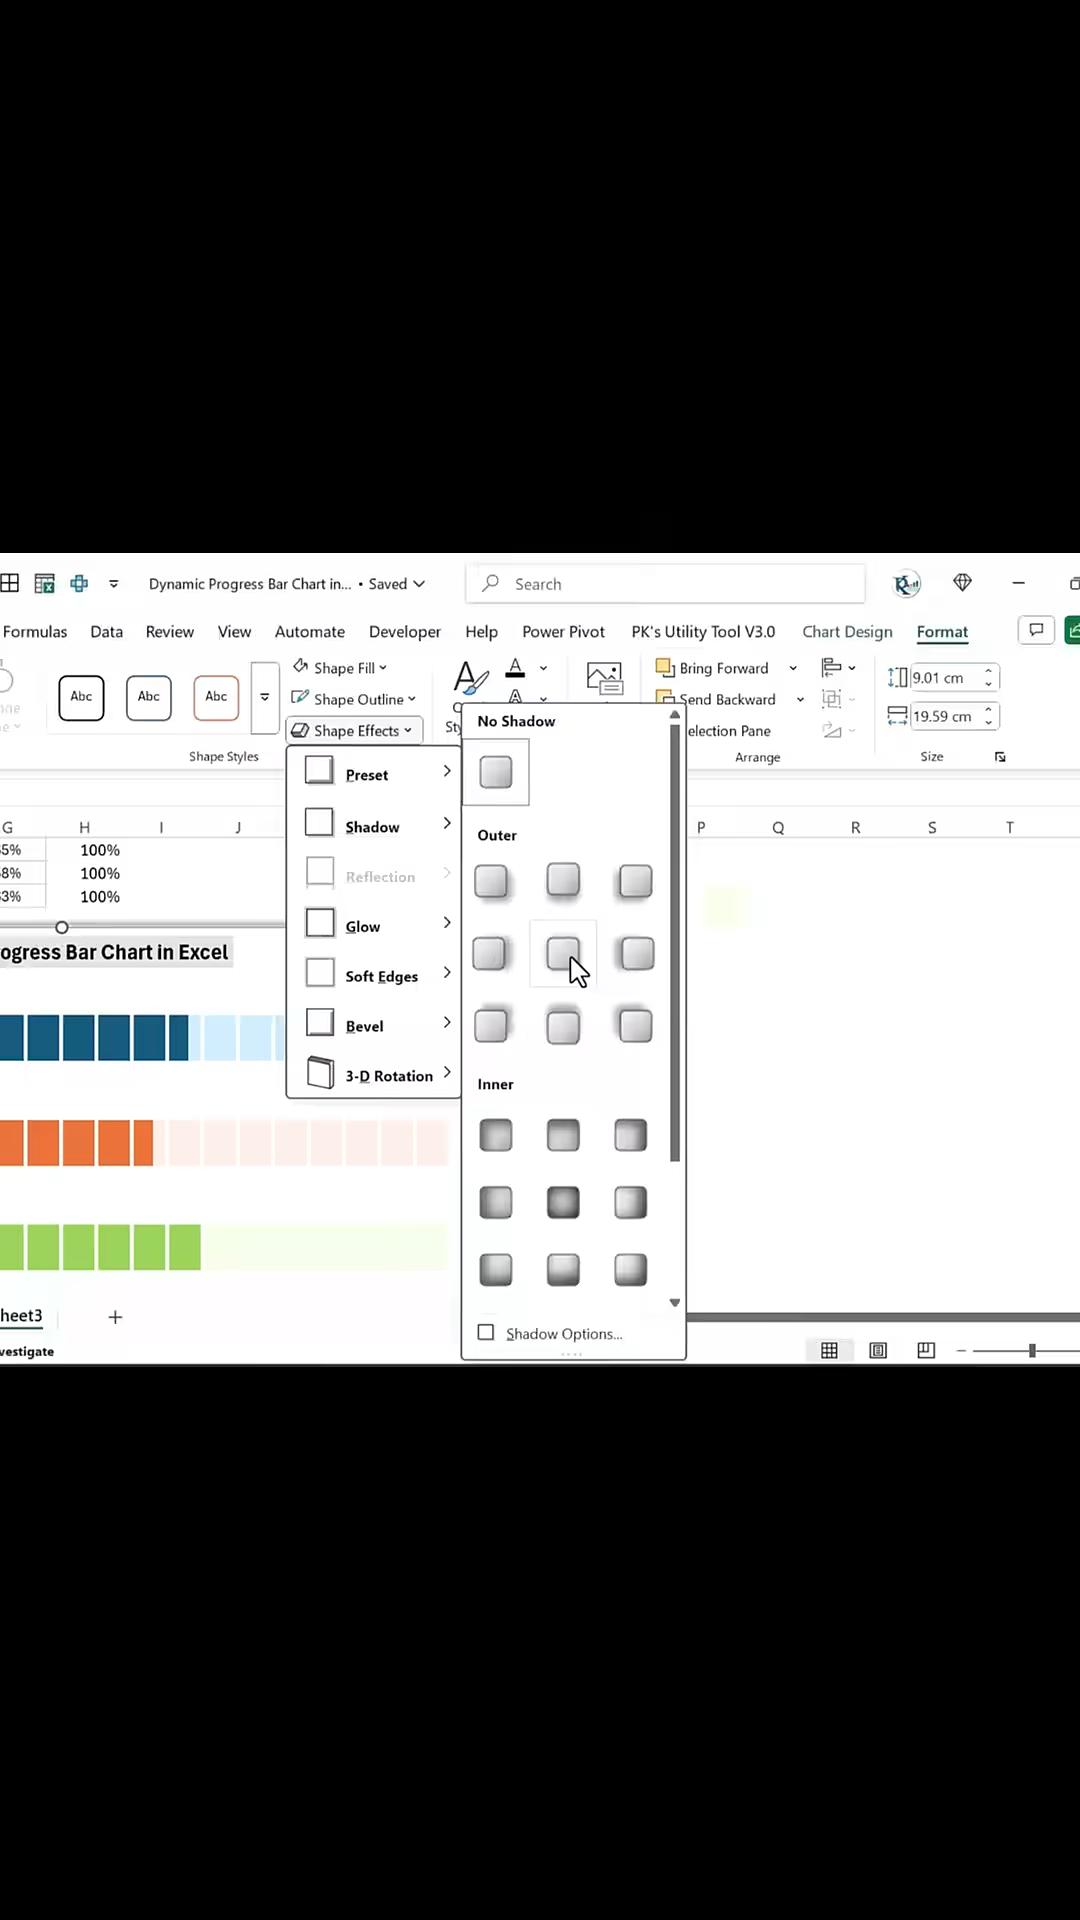 Dynamic Progress Bar Chart in... • Saved
Search
Formulas Data Review View Automate Developer Help Power Pivot PK's Utility Tool V3.0 Chart Design Format
Abc Abc Abc
Shape Fill
Shape Outline
Shape Effects
Shape Styles
A
A
Bring Forward
Send Backward
election Pane
Arrange
9.01 cm
19.59 cm
Size
No Shadow
Preset
Shadow
Reflection
Glow
Soft Edges
Bevel
3-D Rotation
Outer
Inner
Shadow Options...
G H I J P Q R S T
5% 100%
8% 100%
3% 100%
ogress Bar Chart in Excel
heet3
vestigate